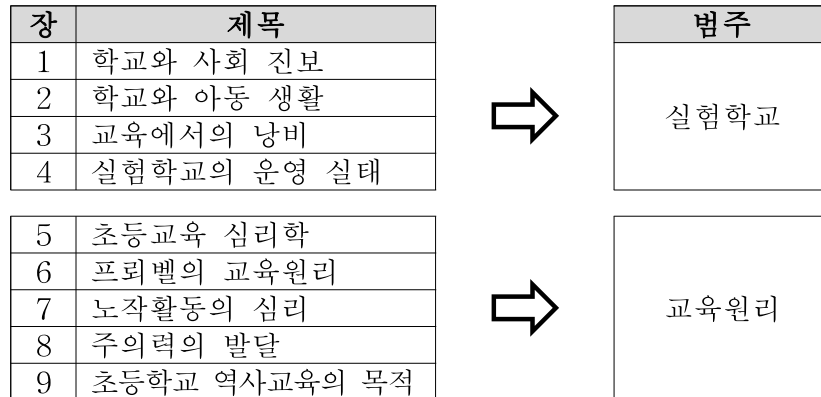 장 제목 범주
1 학교와 사회 진보
2 학교와 아동 생활
3 교육에서의 낭비
4 실험학교의 운영 실태
실험학교
5 초등교육 심리학
6 프뢰벨의 교육원리
7 노작활동의 심리
8 주의력의 발달
9 초등학교 역사교육의 목적
교육원리